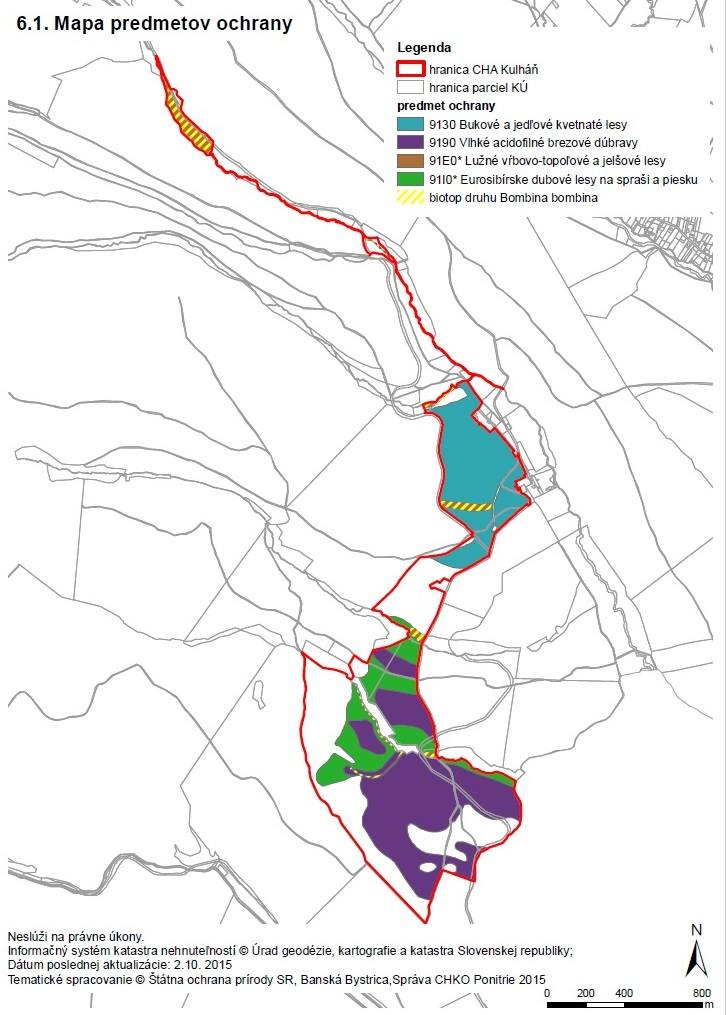 6.1. Mapa predmetov ochrany
Legenda
hranica CHA Kulháň
hranica parciel KÚ
predmet ochrany
9130 Bukové a jedľové kvetnaté lesy
9190 Vlhké acidofilné brezové dúbravy
91E0* Lužné vŕbovo-topoľové a jelšové lesy
91I0* Eurosibírske dubové lesy na spraši a piesku
biotop druhu Bombina bombina
Neslúži na právne úkony.
Informačný systém katastra nehnuteľností © Úrad geodézie, kartografie a katastra Slovenskej republiky;
Dátum poslednej aktualizácie: 2.10. 2015
Tematické spracovanie © Štátna ochrana prírody SR, Banská Bystrica,Správa CHKO Ponitrie 2015
N
0 200 400 800
m